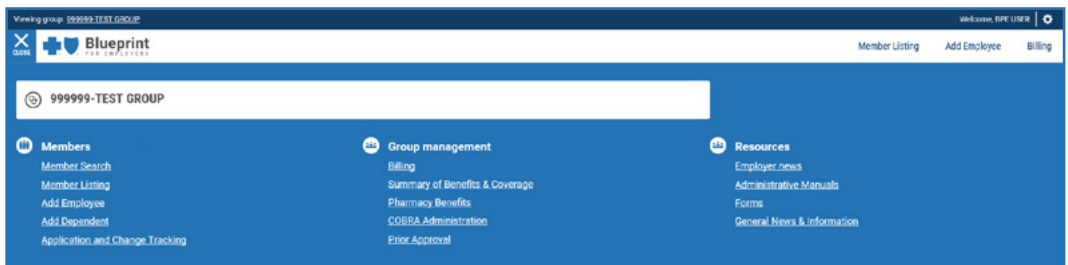 Viewing group: 999999-TEST GROUP
Welcome, BPE USER
CLOSE
Blueprint
FOR EMPLOYERS
Member Listing Add Employee Billing
999999-TEST GROUP
Members
Member Search
Member Listing
Add Employee
Add Dependent
Application and Change Tracking
Group management
Billing
Summary of Benefits & Coverage
Pharmacy Benefits
COBRA Administration
Prior Approval
Resources
Employer news
Administrative Manuals
Forms
General News & Information